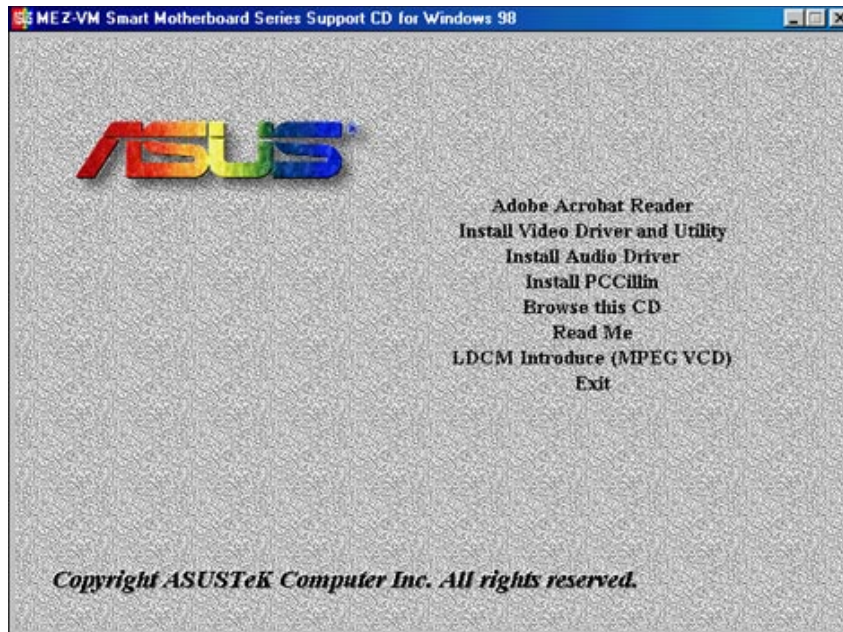 MEZ-VM Smart Motherboard Series Support CD for Windows 98
ASUS
Adobe Acrobat Reader
Install Video Driver and Utility
Install Audio Driver
Install PCCillin
Browse this CD
Read Me
LDCM Introduce (MPEG VCD)
Exit
Copyright ASUSTeK Computer Inc. All rights reserved.